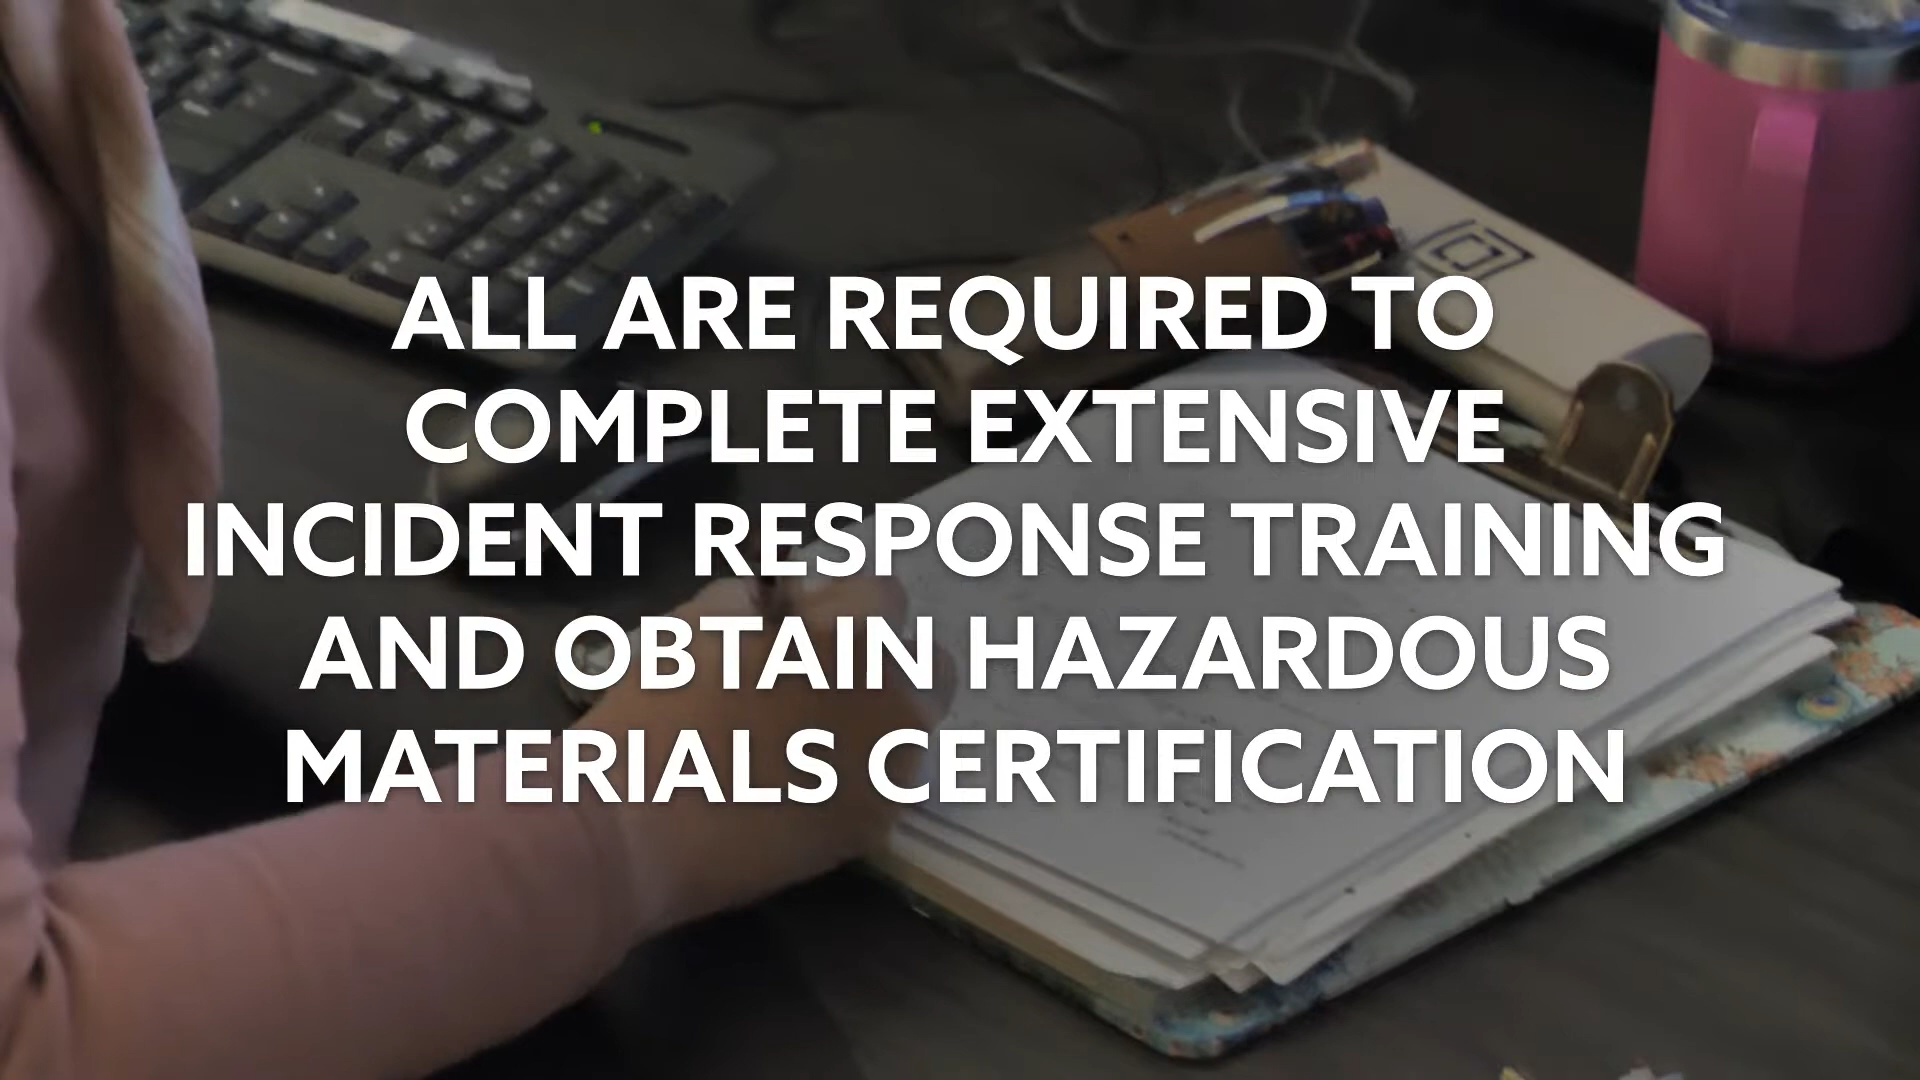 ALL ARE REQUIRED TO
COMPLETE EXTENSIVE
INCIDENT RESPONSE TRAINING
AND OBTAIN HAZARDOUS
MATERIALS CERTIFICATION